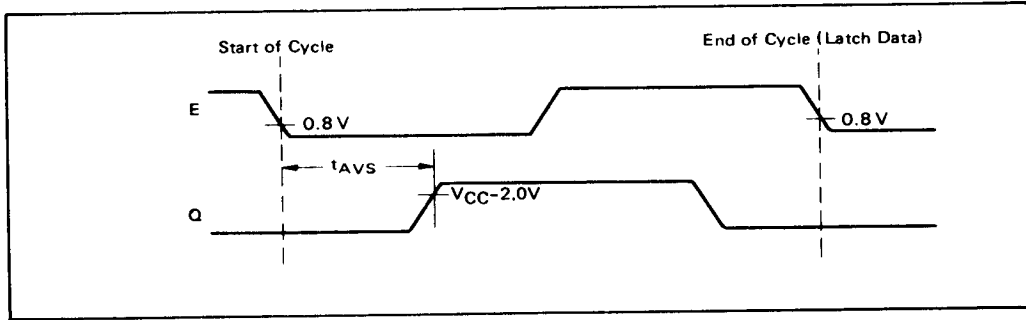 Start of Cycle
End of Cycle (Latch Data)
E
0.8 V
0.8 V
tAVS
VCC-2.0V
Q